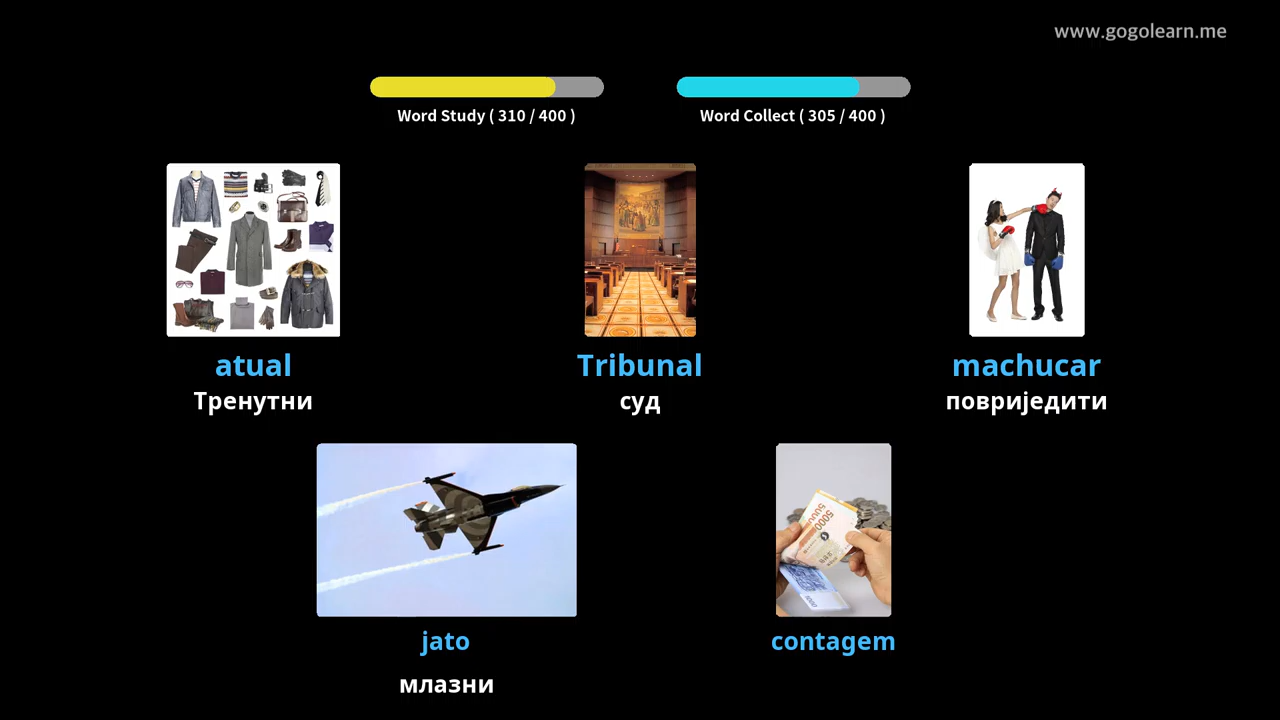 www.gogolearn.me
Word Study ( 310 / 400 )
Word Collect ( 305 / 400 )
atual
Тренутни
Tribunal
суд
machucar
повриједити
jato
млазни
contagem